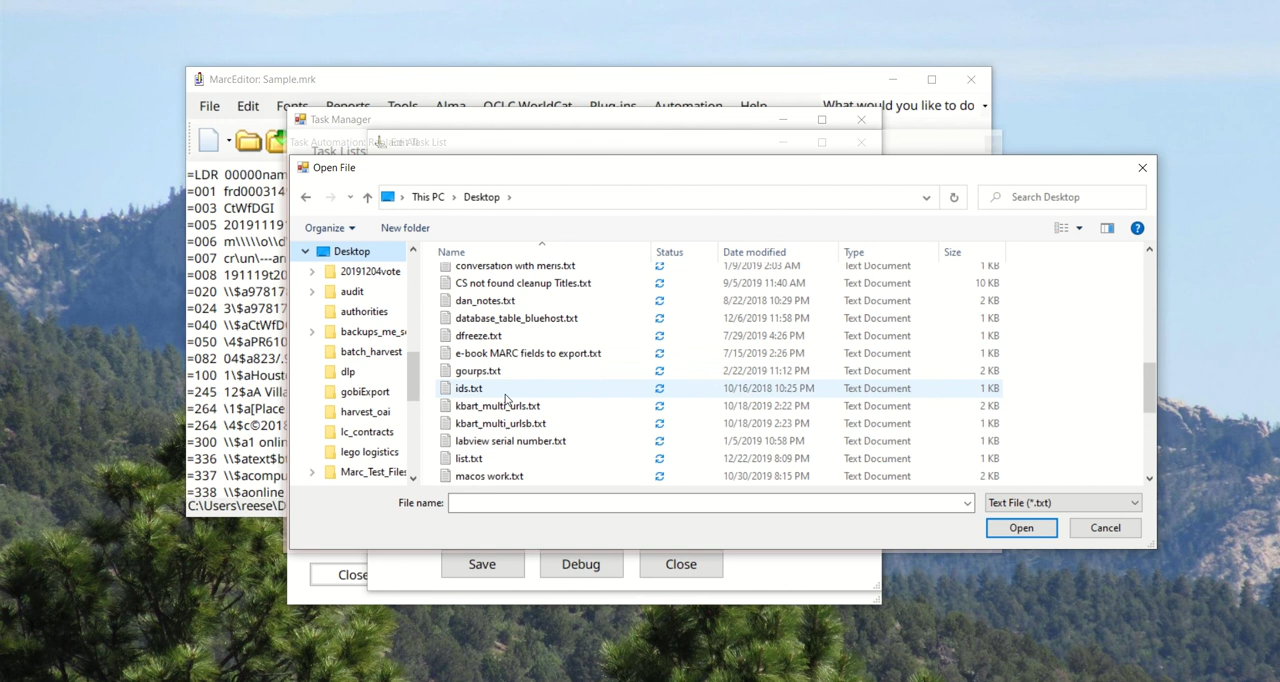 MarcEditor: Sample.mrk
File Edit Fonts Reports Tools Alma OCLC WorldCat Plug-ins Automation Help What would you like to do
Task Manager
Task Lists
Edit Task List
=LDR 00000nam
=001 frd000314
=003 CtWfDGI
=005 201911191
=006 m\\\\\o\\d
=007 cr\un\---an
=008 191119t20
=020 \\$a97817
=024 3\$a97817
=040 \\$aCtWfD
=050 \4$aPR610
=082 04$a823/.
=100 1\$aHoust
=245 12$aA Villa
=264 \1$a[Place
=264 \4$c©2018
=300 \\$a1 onlin
=336 \\$atext$b
=337 \\$acompu
=338 \\$aonline
C:\Users\reese\D
Open File
This PC Desktop
Search Desktop
Organize New folder
Desktop
20191204vote
audit
authorities
backups_me_s
batch_harvest
dlp
gobiExport
harvest_oai
lc_contracts
lego logistics
Marc_Test_Files
Name Status Date modified Type Size
conversation with meris.txt 1/9/2019 2:03 AM Text Document 1 KB
CS not found cleanup Titles.txt 9/5/2019 11:40 AM Text Document 10 KB
dan_notes.txt 8/22/2018 10:29 PM Text Document 2 KB
database_table_bluehost.txt 12/6/2019 11:58 PM Text Document 2 KB
dfreeze.txt 7/29/2019 4:26 PM Text Document 1 KB
e-book MARC fields to export.txt 7/15/2019 2:26 PM Text Document 1 KB
gourps.txt 2/22/2019 11:12 PM Text Document 2 KB
ids.txt 10/16/2018 10:25 PM Text Document 1 KB
kbart_multi_urls.txt 10/18/2019 2:22 PM Text Document 2 KB
kbart_multi_urlsb.txt 10/18/2019 2:23 PM Text Document 2 KB
labview serial number.txt 1/5/2019 10:58 PM Text Document 1 KB
list.txt 12/22/2019 8:09 PM Text Document 1 KB
macos work.txt 10/30/2019 8:15 PM Text Document 2 KB
File name: Text File (*.txt)
Open Cancel
Save Debug Close
Close